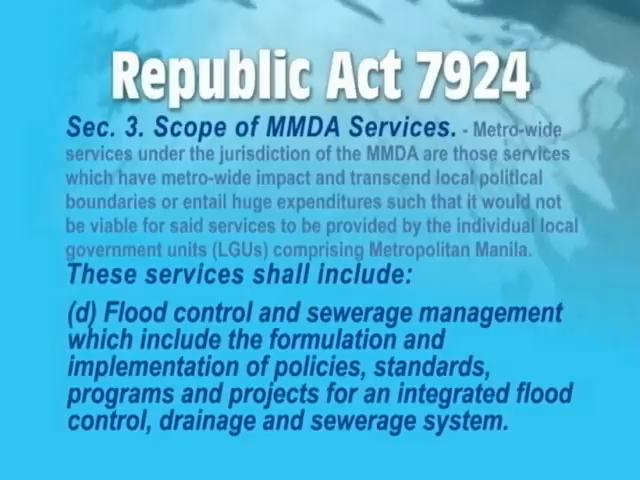 Republic Act 7924
Sec. 3. Scope of MMDA Services. - Metro-wide
services under the jurisdiction of the MMDA are those services
which have metro-wide impact and transcend local political
boundaries or entail huge expenditures such that it would not
be viable for said services to be provided by the individual local
government units (LGUs) comprising Metropolitan Manila.
These services shall include:
(d) Flood control and sewerage management
which include the formulation and
implementation of policies, standards,
programs and projects for an integrated flood
control, drainage and sewerage system.